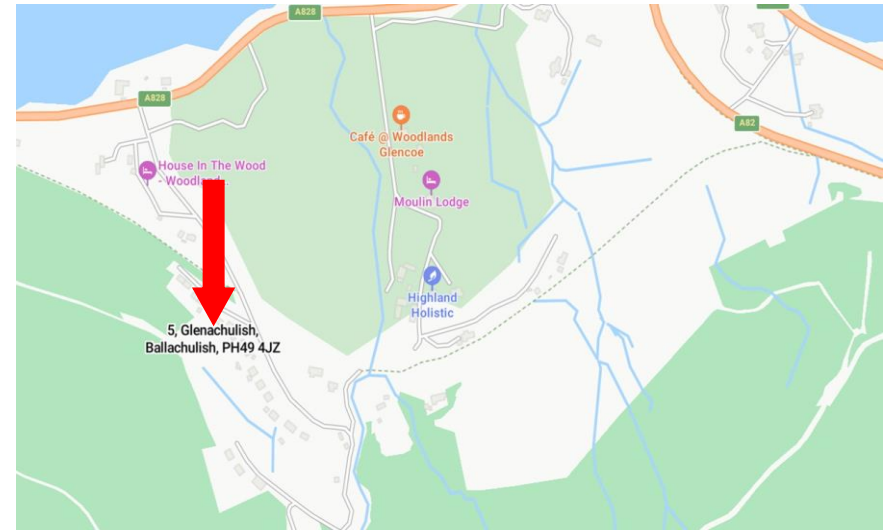 A828
A828
Café @ Woodlands
Glencoe
A82
House In The Wood
- Woodland...
Moulin Lodge
Highland
Holistic
5, Glenachulish,
Ballachulish, PH49 4JZ